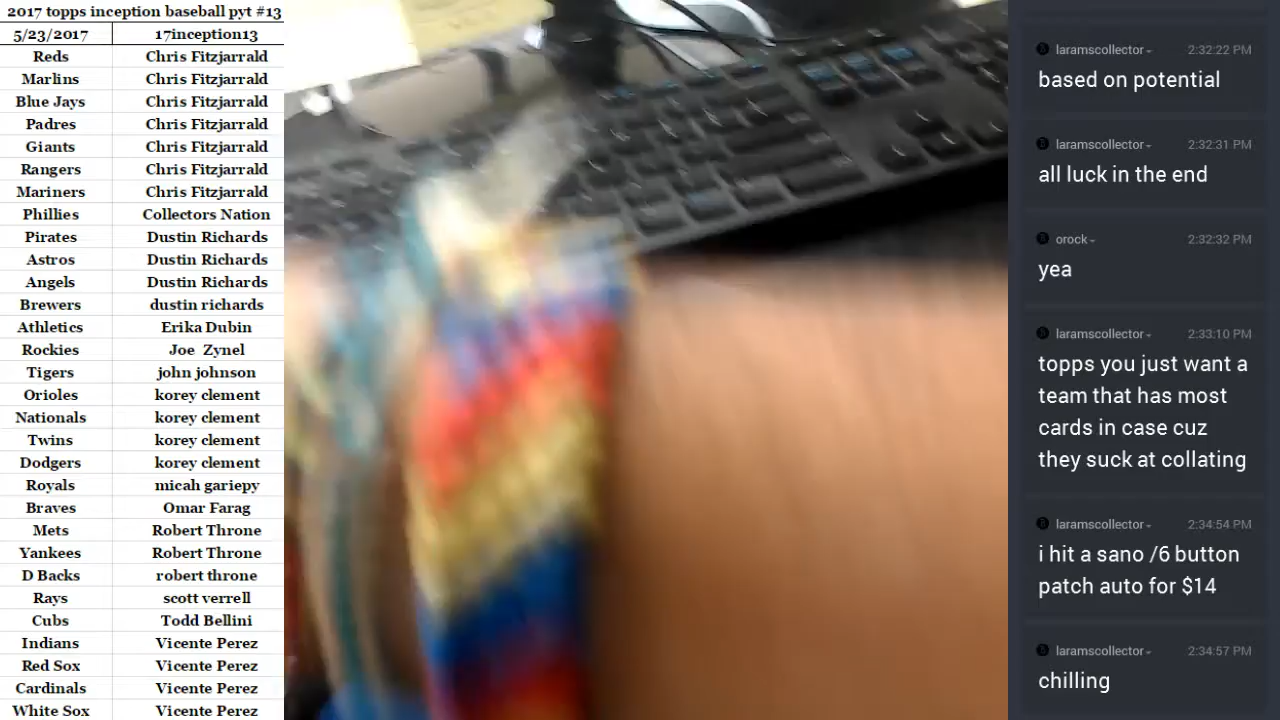 2017 topps inception baseball pyt #13
5/23/2017 17inception13
Reds Chris Fitzjarrald
Marlins Chris Fitzjarrald
Blue Jays Chris Fitzjarrald
Padres Chris Fitzjarrald
Giants Chris Fitzjarrald
Rangers Chris Fitzjarrald
Mariners Chris Fitzjarrald
Phillies Collectors Nation
Pirates Dustin Richards
Astros Dustin Richards
Angels Dustin Richards
Brewers dustin richards
Athletics Erika Dubin
Rockies Joe Zynel
Tigers john johnson
Orioles korey clement
Nationals korey clement
Twins korey clement
Dodgers korey clement
Royals micah gariepy
Braves Omar Farag
Mets Robert Throne
Yankees Robert Throne
D Backs robert throne
Rays scott verrell
Cubs Todd Bellini
Indians Vicente Perez
Red Sox Vicente Perez
Cardinals Vicente Perez
White Sox Vicente Perez
laramscollector 2:32:22 PM
based on potential
laramscollector 2:32:31 PM
all luck in the end
orock 2:32:32 PM
yea
laramscollector 2:33:10 PM
topps you just want a
team that has most
cards in case cuz
they suck at collating
laramscollector 2:34:54 PM
i hit a sano /6 button
patch auto for $14
laramscollector 2:34:57 PM
chilling